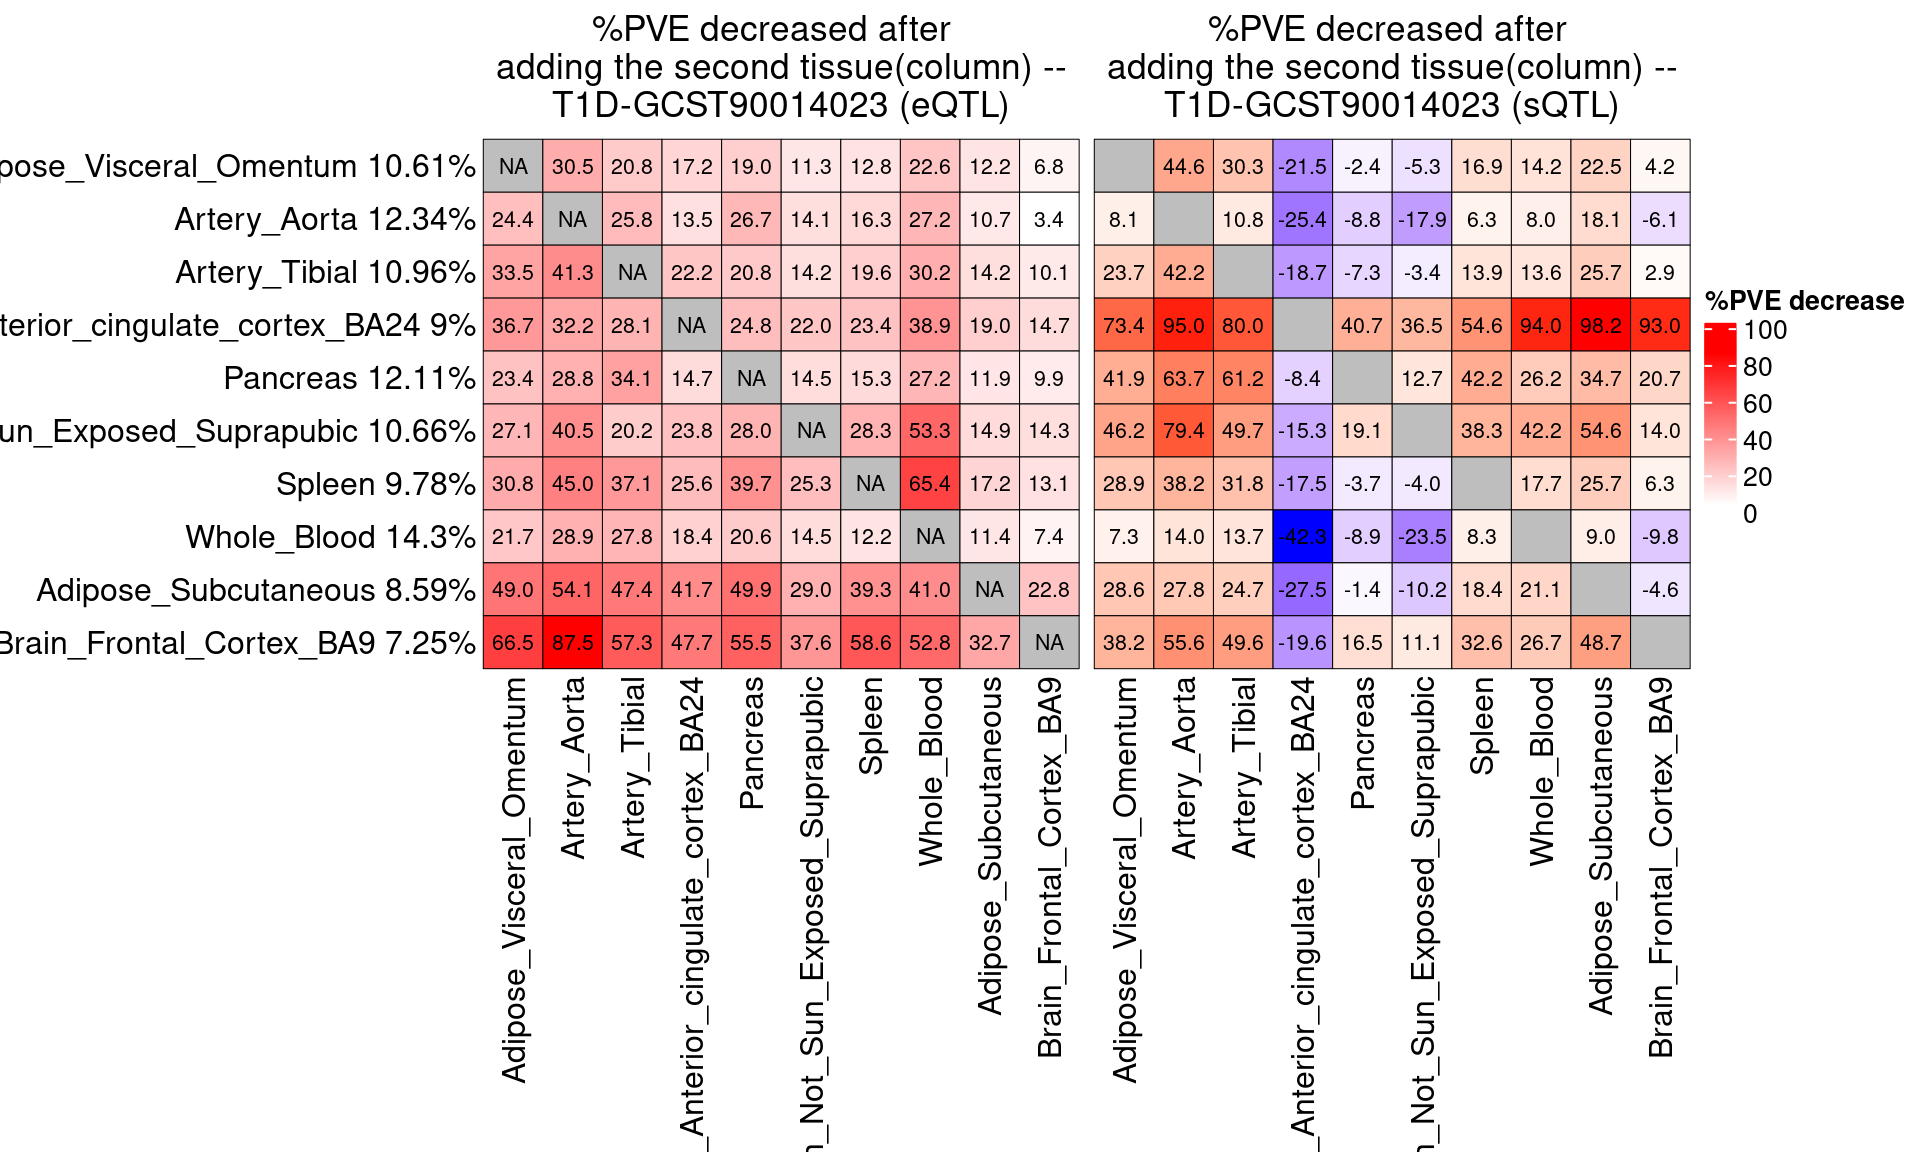 %PVE decreased after
adding the second tissue(column) --
T1D-GCST90014023 (eQTL)
%PVE decreased after
adding the second tissue(column) --
T1D-GCST90014023 (sQTL)
pose_Visceral_Omentum 10.61% NA 30.5 20.8 17.2 19.0 11.3 12.8 22.6 12.2 6.8 44.6 30.3 -21.5 -2.4 -5.3 16.9 14.2 22.5 4.2
Artery_Aorta 12.34% 24.4 NA 25.8 13.5 26.7 14.1 16.3 27.2 10.7 3.4 8.1 10.8 -25.4 -8.8 -17.9 6.3 8.0 18.1 -6.1
Artery_Tibial 10.96% 33.5 41.3 NA 22.2 20.8 14.2 19.6 30.2 14.2 10.1 23.7 42.2 -18.7 -7.3 -3.4 13.9 13.6 25.7 2.9
terior_cingulate_cortex_BA24 9% 36.7 32.2 28.1 NA 24.8 22.0 23.4 38.9 19.0 14.7 73.4 95.0 80.0 40.7 36.5 54.6 94.0 98.2 93.0
Pancreas 12.11% 23.4 28.8 34.1 14.7 NA 14.5 15.3 27.2 11.9 9.9 41.9 63.7 61.2 -8.4 12.7 42.2 26.2 34.7 20.7
un_Exposed_Suprapubic 10.66% 27.1 40.5 20.2 23.8 28.0 NA 28.3 53.3 14.9 14.3 46.2 79.4 49.7 -15.3 19.1 38.3 42.2 54.6 14.0
Spleen 9.78% 30.8 45.0 37.1 25.6 39.7 25.3 NA 65.4 17.2 13.1 28.9 38.2 31.8 -17.5 -3.7 -4.0 17.7 25.7 6.3
Whole_Blood 14.3% 21.7 28.9 27.8 18.4 20.6 14.5 12.2 NA 11.4 7.4 7.3 14.0 13.7 -42.3 -8.9 -23.5 8.3 9.0 -9.8
Adipose_Subcutaneous 8.59% 49.0 54.1 47.4 41.7 49.9 29.0 39.3 41.0 NA 22.8 28.6 27.8 24.7 -27.5 -1.4 -10.2 18.4 21.1 -4.6
Brain_Frontal_Cortex_BA9 7.25% 66.5 87.5 57.3 47.7 55.5 37.6 58.6 52.8 32.7 NA 38.2 55.6 49.6 -19.6 16.5 11.1 32.6 26.7 48.7
Adipose_Visceral_Omentum
Artery_Aorta
Artery_Tibial
_Anterior_cingulate_cortex_BA24
Pancreas
n_Not_Sun_Exposed_Suprapubic
Spleen
Whole_Blood
Adipose_Subcutaneous
Brain_Frontal_Cortex_BA9
Adipose_Visceral_Omentum
Artery_Aorta
Artery_Tibial
_Anterior_cingulate_cortex_BA24
Pancreas
n_Not_Sun_Exposed_Suprapubic
Spleen
Whole_Blood
Adipose_Subcutaneous
Brain_Frontal_Cortex_BA9
%PVE decrease
100
80
60
40
20
0